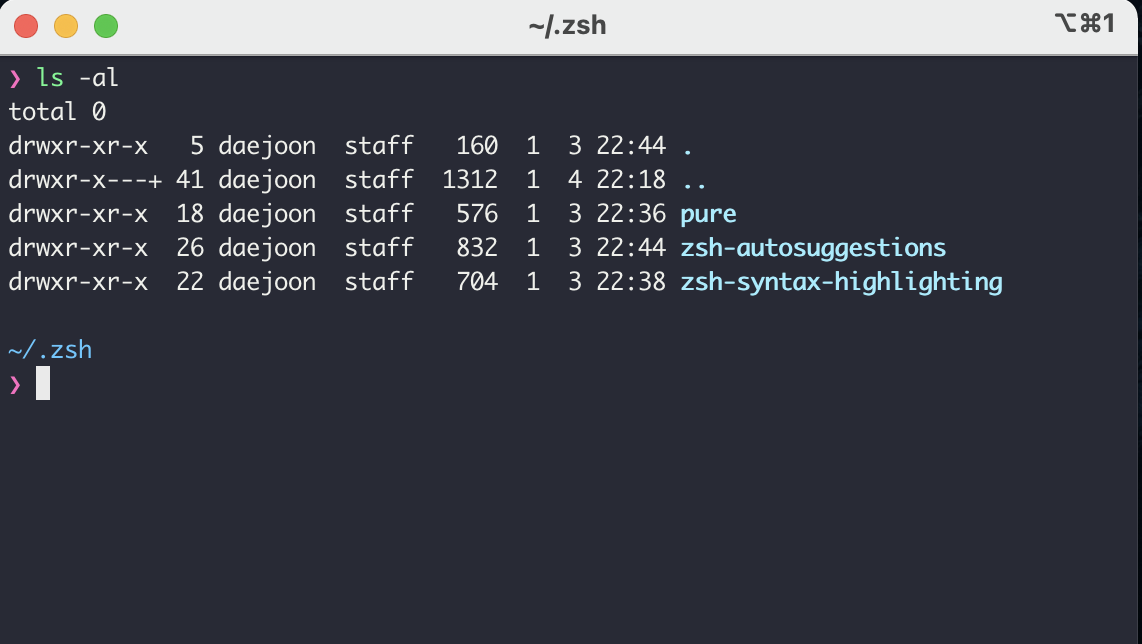 ~/.zsh ⌥⌘1
❯ ls -al
total 0
drwxr-xr-x   5 daejoon  staff   160  1  3 22:44 .
drwxr-x---+ 41 daejoon  staff  1312  1  4 22:18 ..
drwxr-xr-x  18 daejoon  staff   576  1  3 22:36 pure
drwxr-xr-x  26 daejoon  staff   832  1  3 22:44 zsh-autosuggestions
drwxr-xr-x  22 daejoon  staff   704  1  3 22:38 zsh-syntax-highlighting
~/.zsh
❯